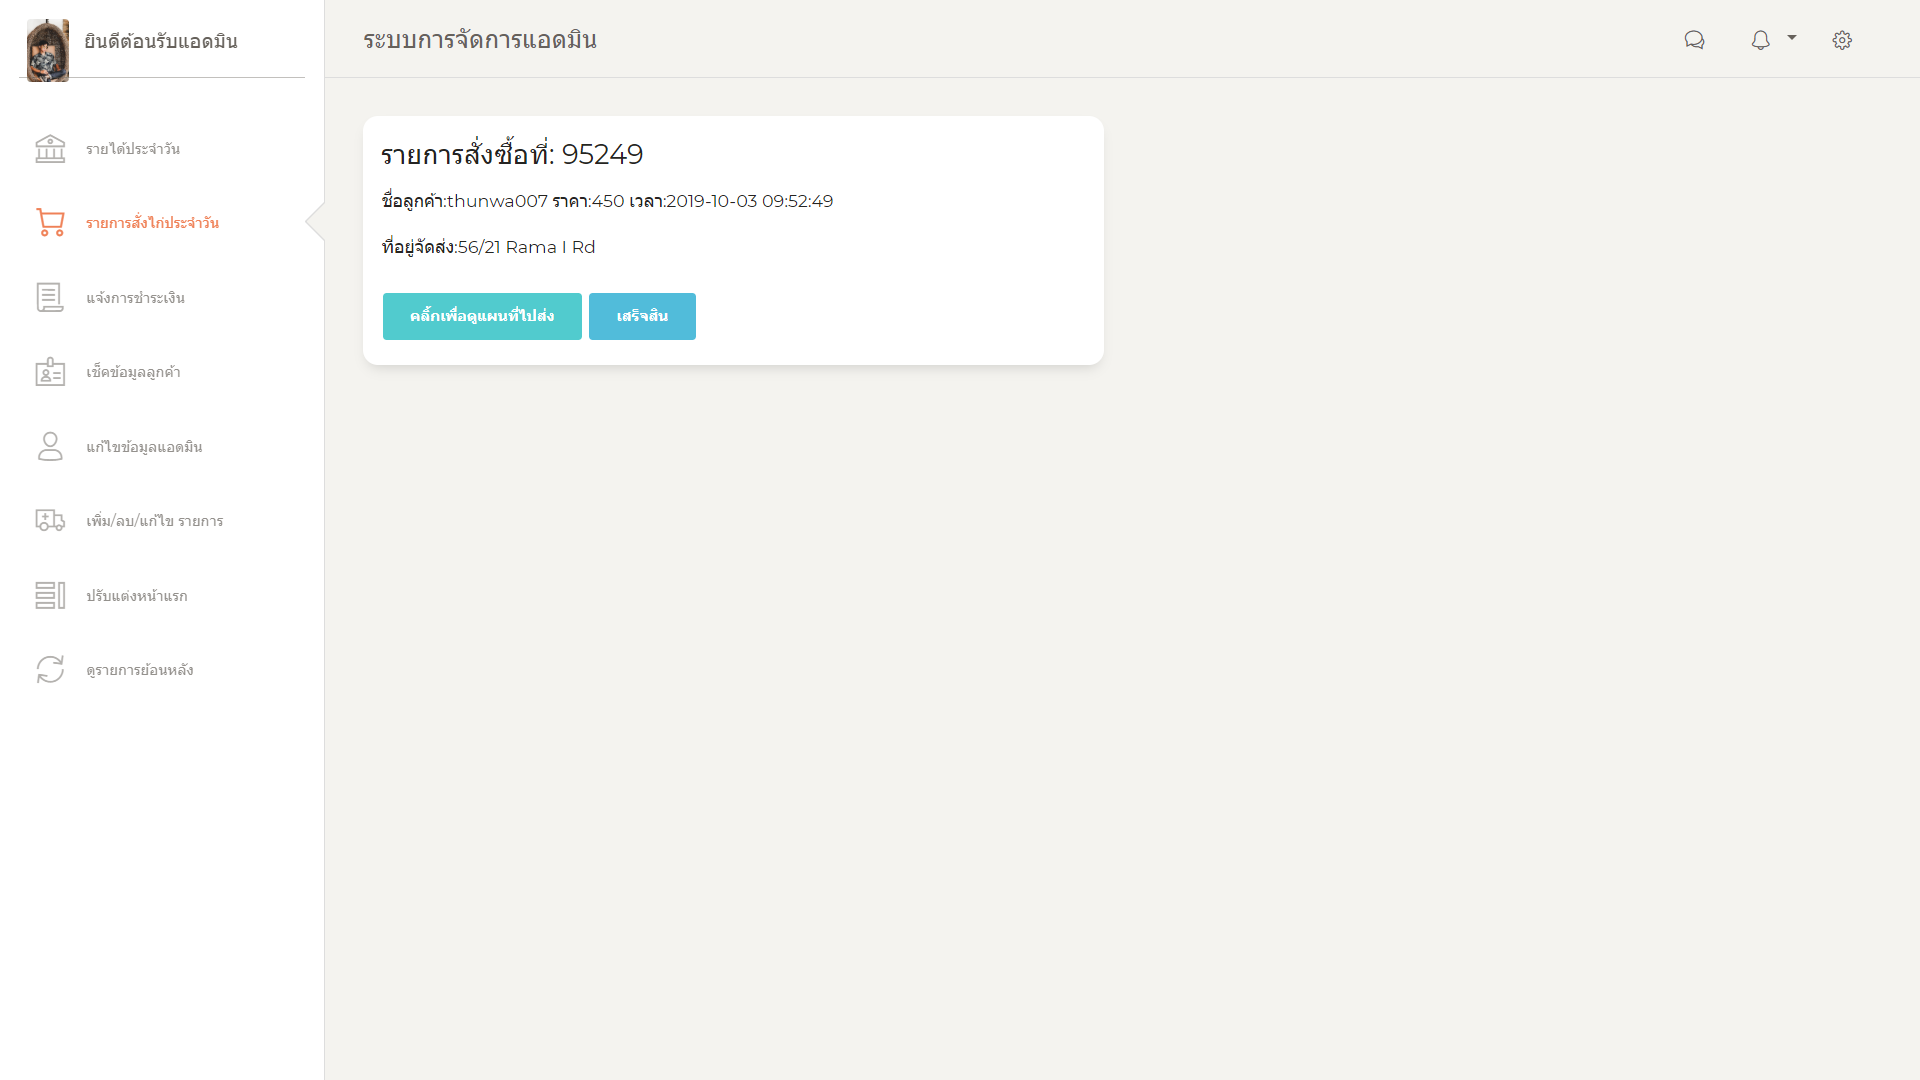 ยินดีต้อนรับแอดมิน
รายได้ประจำวัน
รายการสั่งไก่ประจำวัน
แจ้งการชำระเงิน
เช็คข้อมูลลูกค้า
แก้ไขข้อมูลแอดมิน
เพิ่ม/ลบ/แก้ไข รายการ
ปรับแต่งหน้าแรก
ดูรายการย้อนหลัง
ระบบการจัดการแอดมิน
รายการสั่งซื้อที่: 95249
ชื่อลูกค้า:thunwa007 ราคา:450 เวลา:2019-10-03 09:52:49
ที่อยู่จัดส่ง:56/21 Rama I Rd
คลิ๊กเพื่อดูแผนที่ไปส่ง เสร็จสิน